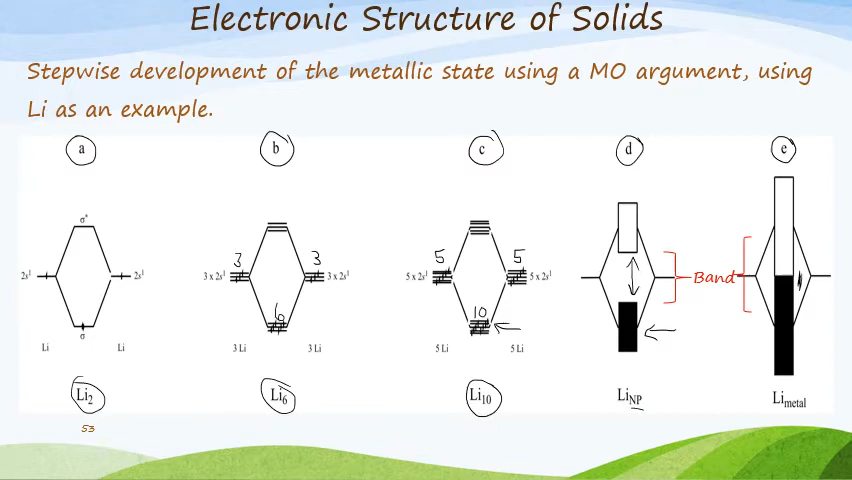 Electronic Structure of Solids
Stepwise development of the metallic state using a MO argument, using
Li as an example.
a b c d e
σ*
3 3 5 5
2s¹ 2s¹ 3 x 2s¹ 3 x 2s¹ 5 x 2s¹ 5 x 2s¹ Band
6 10
σ
Li Li 3 Li 3 Li 5 Li 5 Li
Li₂ Li₆ Li₁₀ Li_NP Li_metal
53